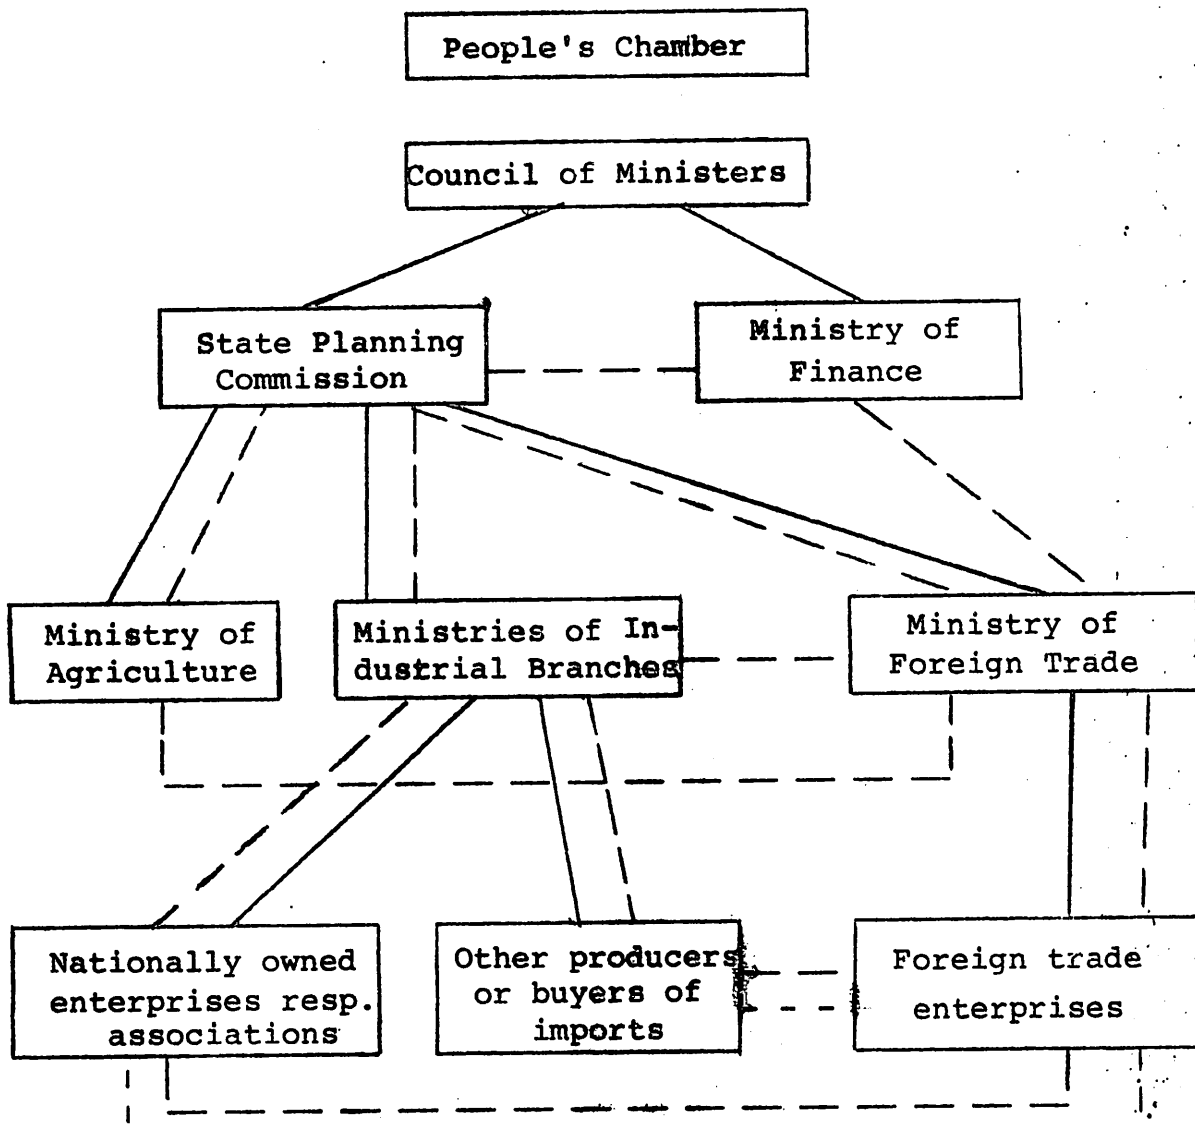 People's Chamber
Council of Ministers
State Planning
Commission
Ministry of
Finance
Ministry of
Agriculture
Ministries of In-
dustrial Branches
Ministry of
Foreign Trade
Nationally owned
enterprises resp.
associations
Other producers
or buyers of
imports
Foreign trade
enterprises